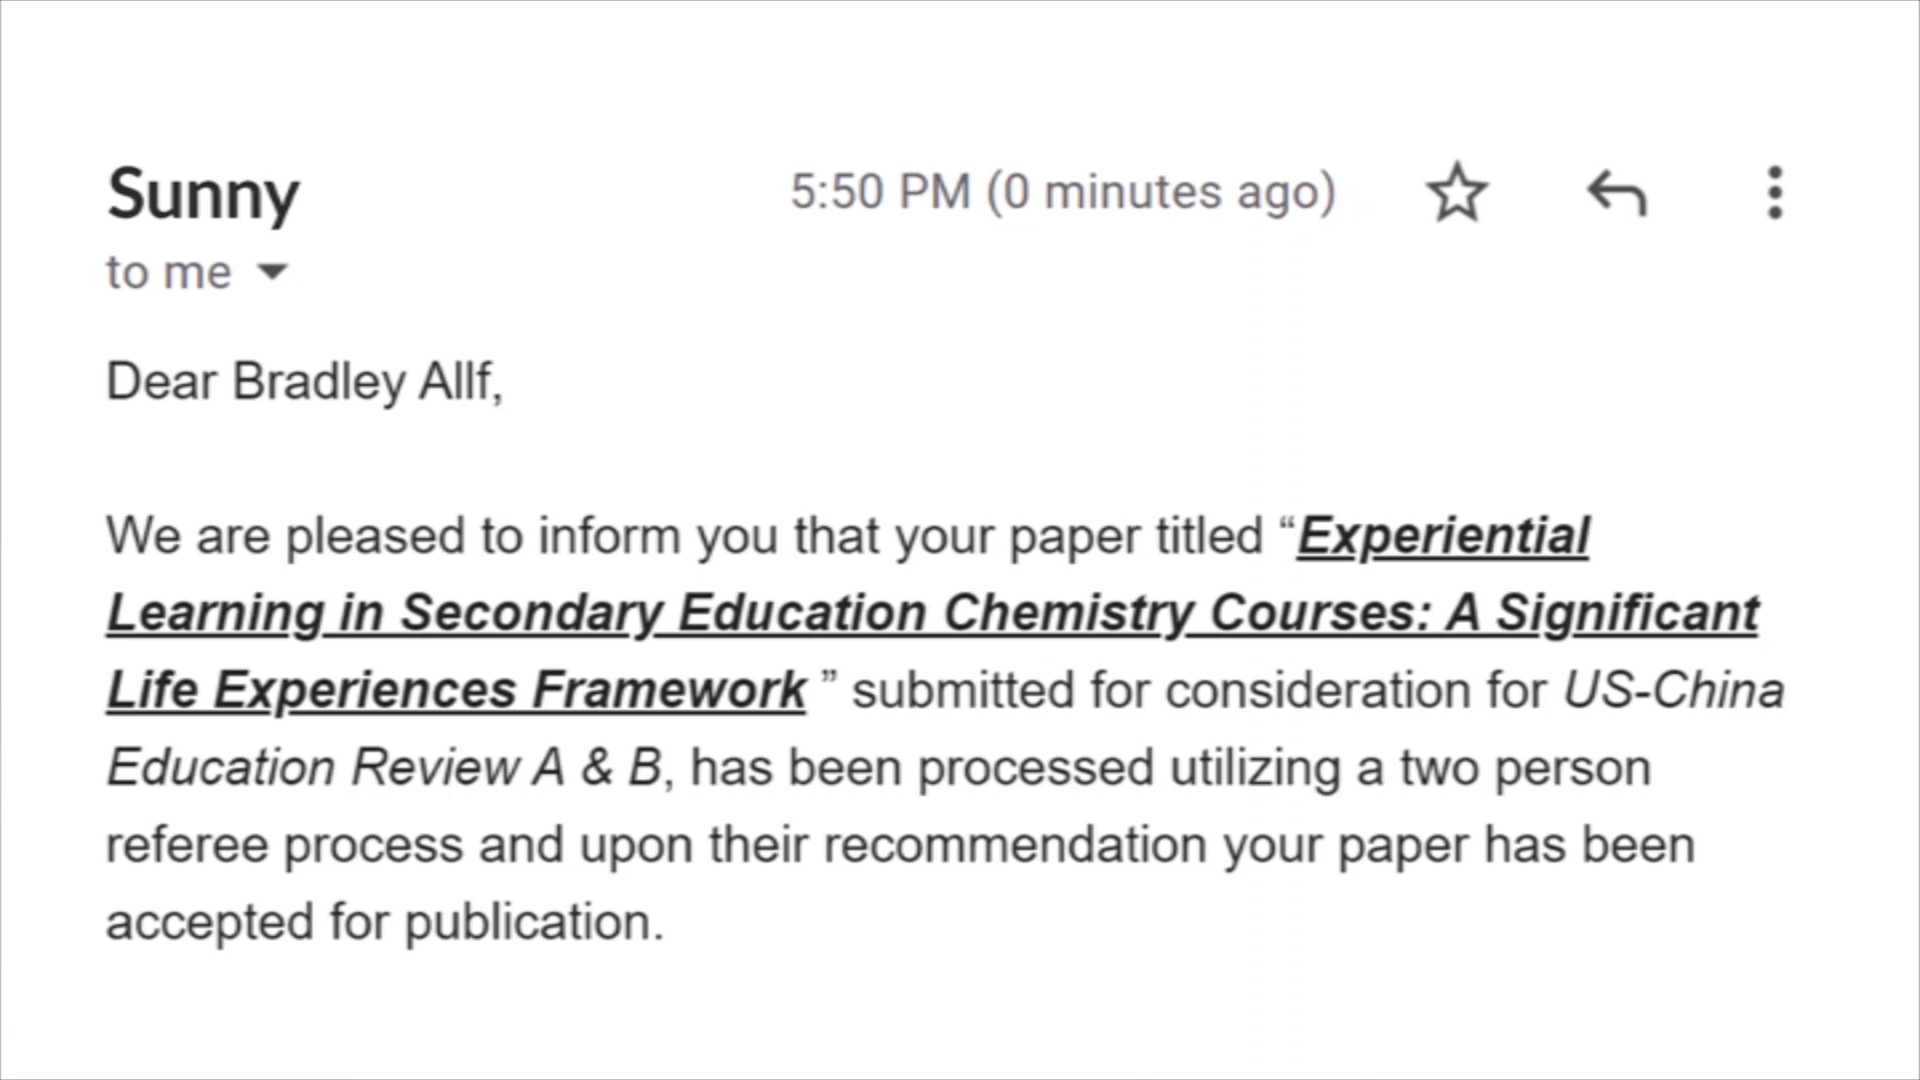 Sunny
5:50 PM (0 minutes ago)
to me
Dear Bradley Allf,
We are pleased to inform you that your paper titled “Experiential
Learning in Secondary Education Chemistry Courses: A Significant
Life Experiences Framework ” submitted for consideration for US-China
Education Review A & B, has been processed utilizing a two person
referee process and upon their recommendation your paper has been
accepted for publication.